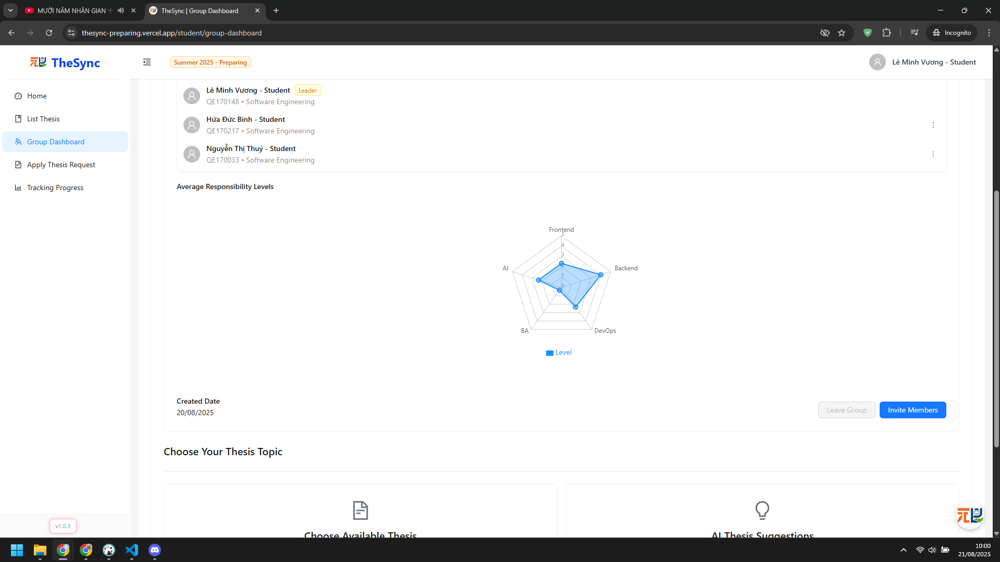 MƯỜI NĂM NHÂN GIAN
TheSync | Group Dashboard
thesync-preparing.vercel.app/student/group-dashboard
Incognito
TheSync
Summer 2025 - Preparing
Lê Minh Vương - Student
Home
List Thesis
Group Dashboard
Apply Thesis Request
Tracking Progress
Lê Minh Vương - Student Leader
QE170148 • Software Engineering
Hứa Đức Bình - Student
QE170217 • Software Engineering
Nguyễn Thị Thuý - Student
QE170033 • Software Engineering
Average Responsibility Levels
Frontend
5
4
3
2
1
0
AI
Backend
BA
DevOps
Level
Created Date
20/08/2025
Leave Group
Invite Members
Choose Your Thesis Topic
Choose Available Thesis
AI Thesis Suggestions
v1.0.3
10:00
21/08/2025